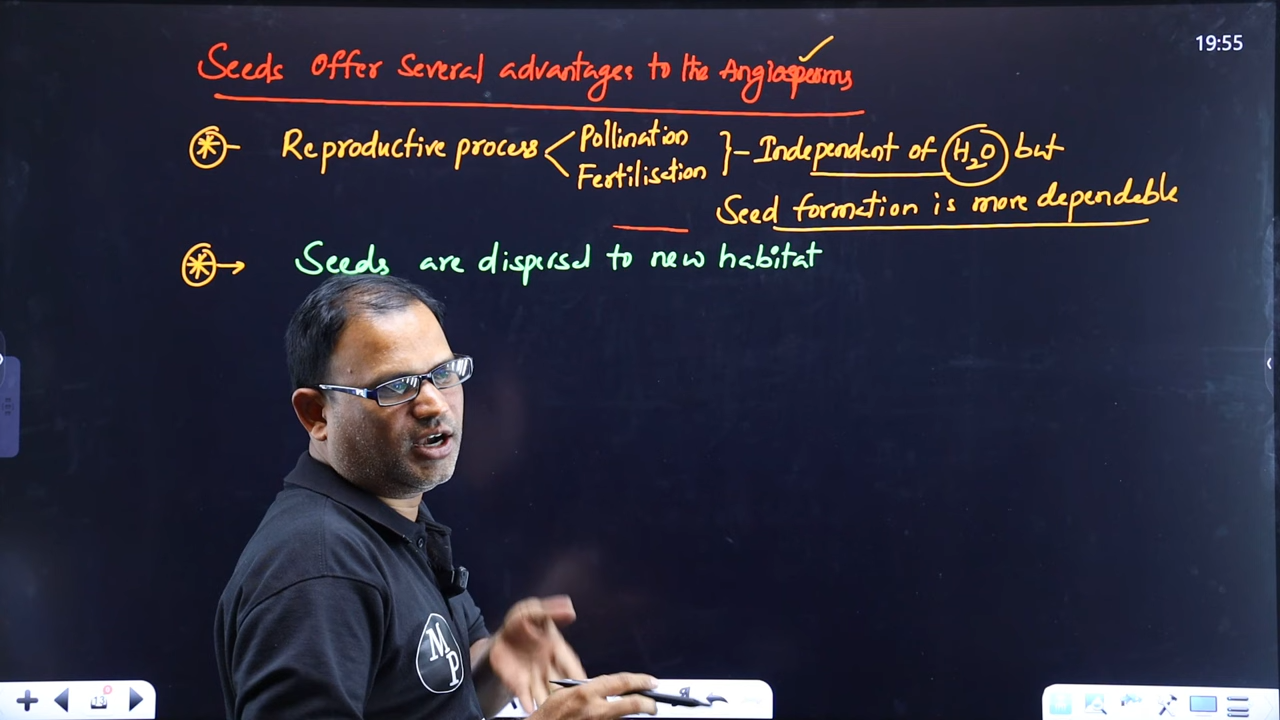 19:55
Seeds offer several advantages to the Angiosperms
Reproductive process
Pollination
Fertilisation
Independent of H2O but
Seed formation is more dependable
Seeds are dispersed to new habitat
MP
13